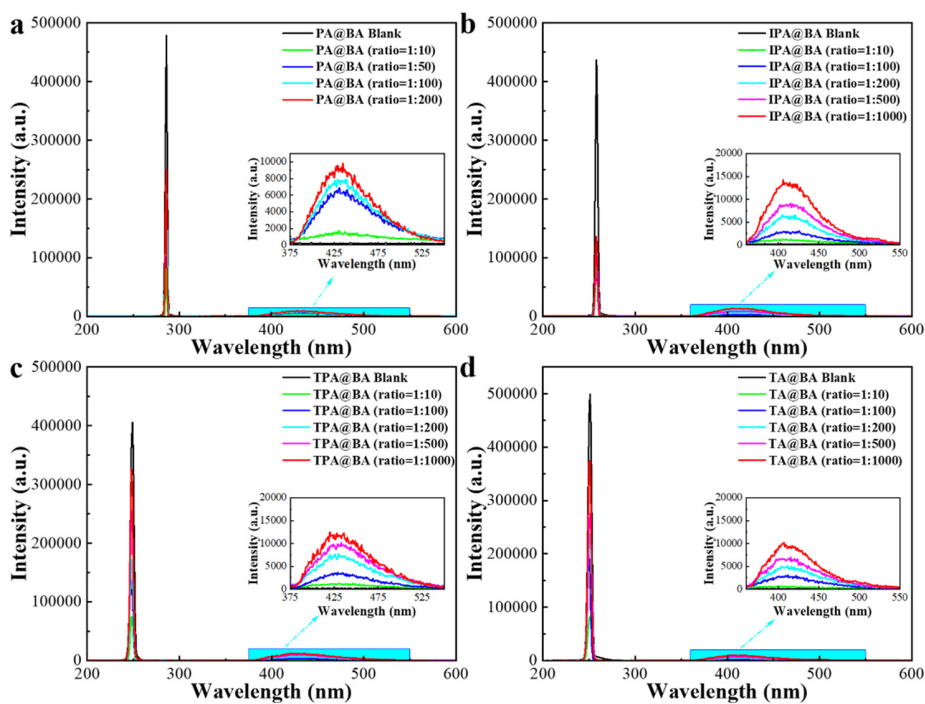 a
500000
400000
300000
200000
100000
0
Intensity (a.u.)
PA@BA Blank
PA@BA (ratio=1:10)
PA@BA (ratio=1:50)
PA@BA (ratio=1:100)
PA@BA (ratio=1:200)
10000
8000
6000
4000
2000
0
Intensity (a.u.)
375 425 475 525
Wavelength (nm)
200 300 400 500 600
Wavelength (nm)
b
500000
400000
300000
200000
100000
0
Intensity (a.u.)
IPA@BA Blank
IPA@BA (ratio=1:10)
IPA@BA (ratio=1:100)
IPA@BA (ratio=1:200)
IPA@BA (ratio=1:500)
IPA@BA (ratio=1:1000)
20000
15000
10000
5000
0
Intensity (a.u.)
400 450 500 550
Wavelength (nm)
200 300 400 500 600
Wavelength (nm)
c
500000
400000
300000
200000
100000
0
Intensity (a.u.)
TPA@BA Blank
TPA@BA (ratio=1:10)
TPA@BA (ratio=1:100)
TPA@BA (ratio=1:200)
TPA@BA (ratio=1:500)
TPA@BA (ratio=1:1000)
20000
15000
10000
5000
0
Intensity (a.u.)
375 425 475 525
Wavelength (nm)
200 300 400 500 600
Wavelength (nm)
d
500000
400000
300000
200000
100000
0
Intensity (a.u.)
TA@BA Blank
TA@BA (ratio=1:10)
TA@BA (ratio=1:100)
TA@BA (ratio=1:200)
TA@BA (ratio=1:500)
TA@BA (ratio=1:1000)
20000
15000
10000
5000
0
Intensity (a.u.)
400 450 500 550
Wavelength (nm)
200 300 400 500 600
Wavelength (nm)